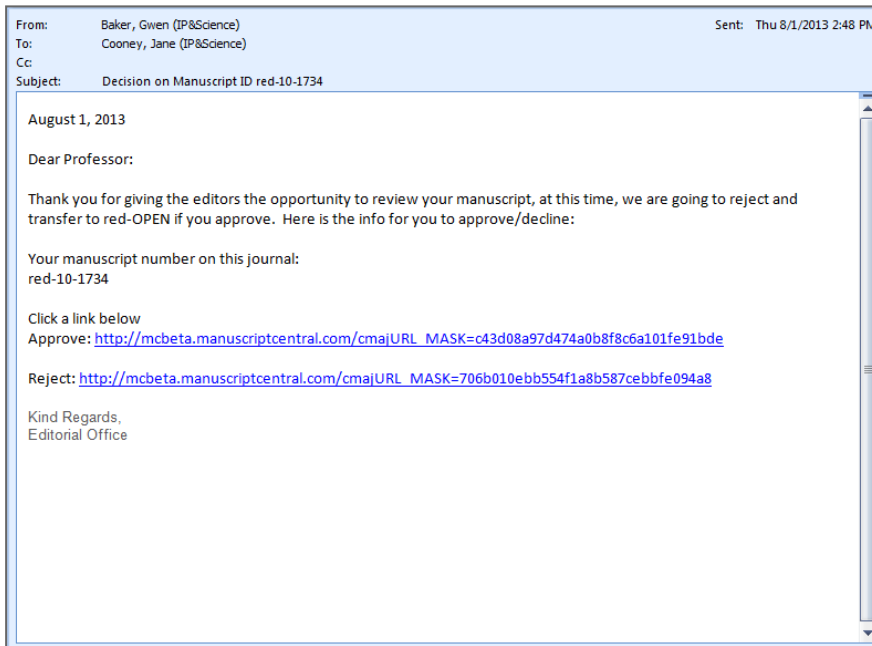 From: Baker, Gwen (IP&Science) Sent: Thu 8/1/2013 2:48 PM
To: Cooney, Jane (IP&Science)
Cc:
Subject: Decision on Manuscript ID red-10-1734
August 1, 2013
Dear Professor:
Thank you for giving the editors the opportunity to review your manuscript, at this time, we are going to reject and
transfer to red-OPEN if you approve. Here is the info for you to approve/decline:
Your manuscript number on this journal:
red-10-1734
Click a link below
Approve: http://mcbeta.manuscriptcentral.com/cmajURL_MASK=c43d08a97d474a0b8f8c6a101fe91bde
Reject: http://mcbeta.manuscriptcentral.com/cmajURL_MASK=706b010ebb554f1a8b587cebbfe094a8
Kind Regards,
Editorial Office